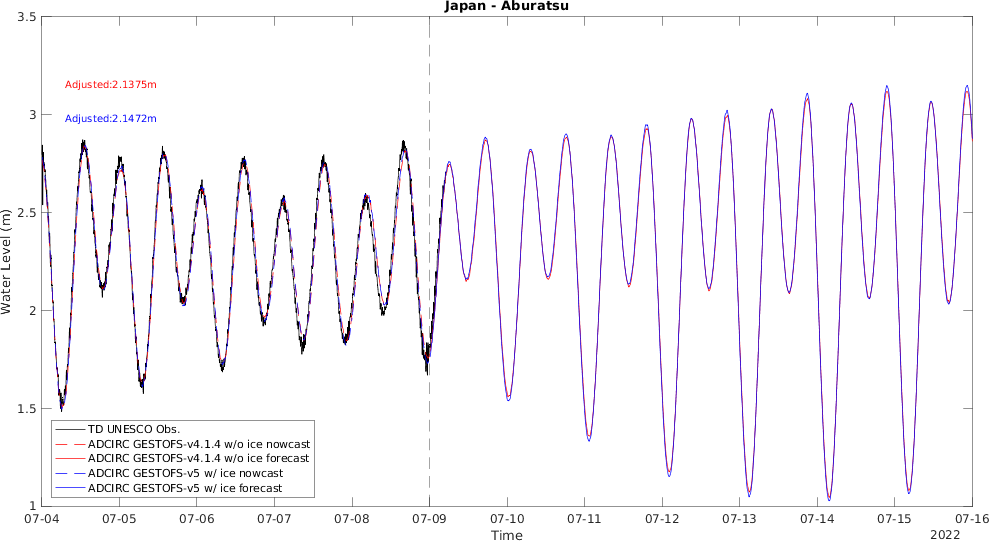 Japan - Aburatsu
3.5
3
2.5
2
1.5
1
Water Level (m)
Adjusted:2.1375m
Adjusted:2.1472m
TD UNESCO Obs.
ADCIRC GESTOFS-v4.1.4 w/o ice nowcast
ADCIRC GESTOFS-v4.1.4 w/o ice forecast
ADCIRC GESTOFS-v5 w/ ice nowcast
ADCIRC GESTOFS-v5 w/ ice forecast
07-04 07-05 07-06 07-07 07-08 07-09 07-10 07-11 07-12 07-13 07-14 07-15 07-16
Time
2022